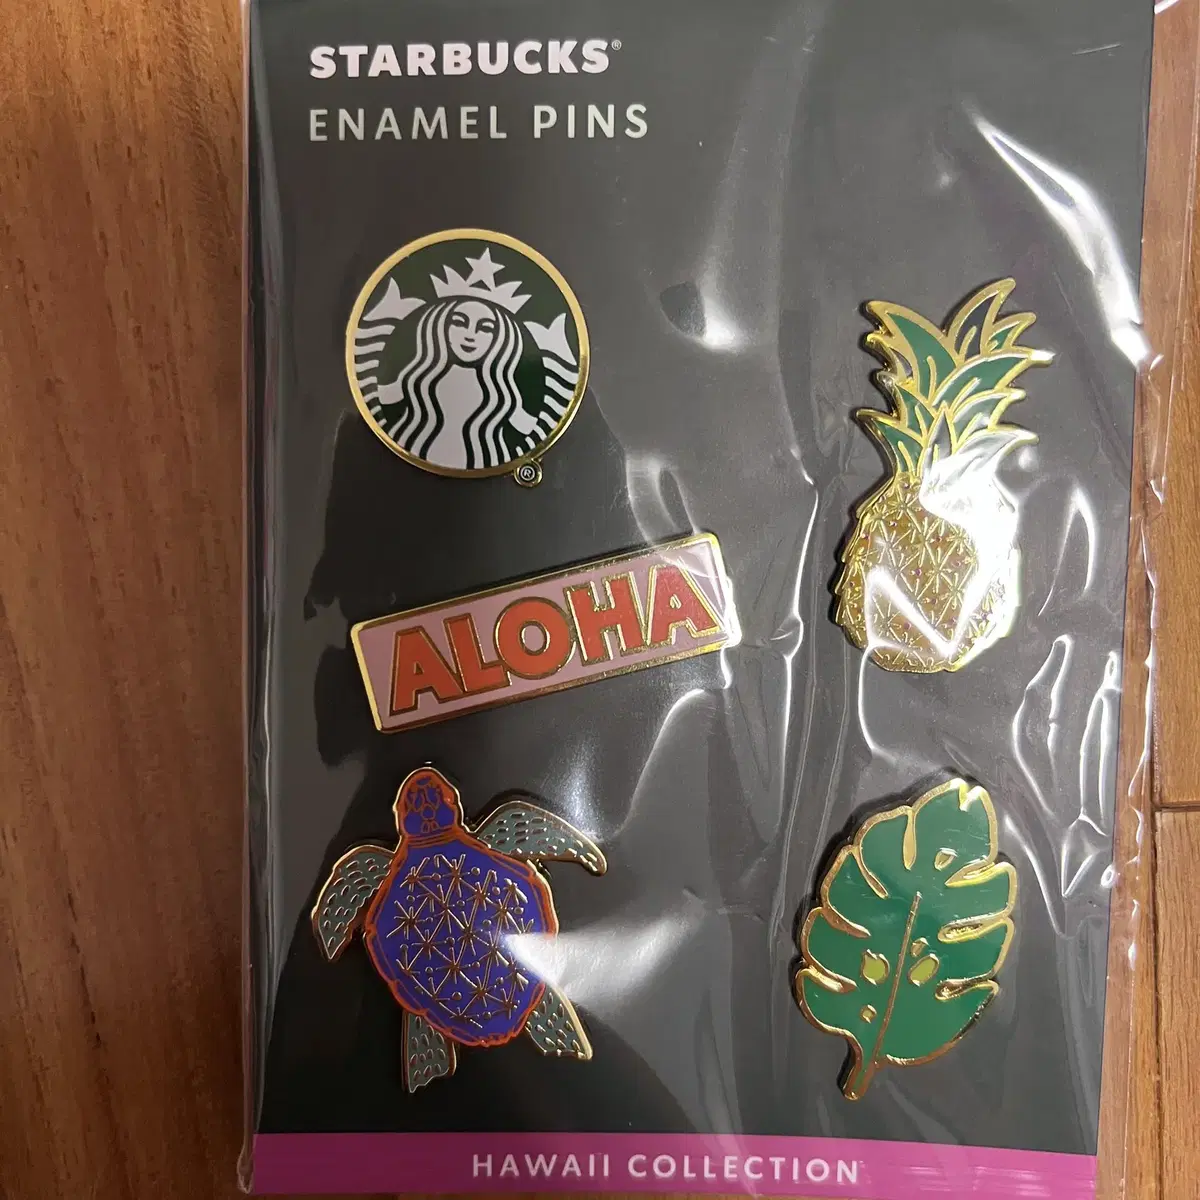 STARBUCKS®
ENAMEL PINS
®
ALOHA
HAWAII COLLECTION